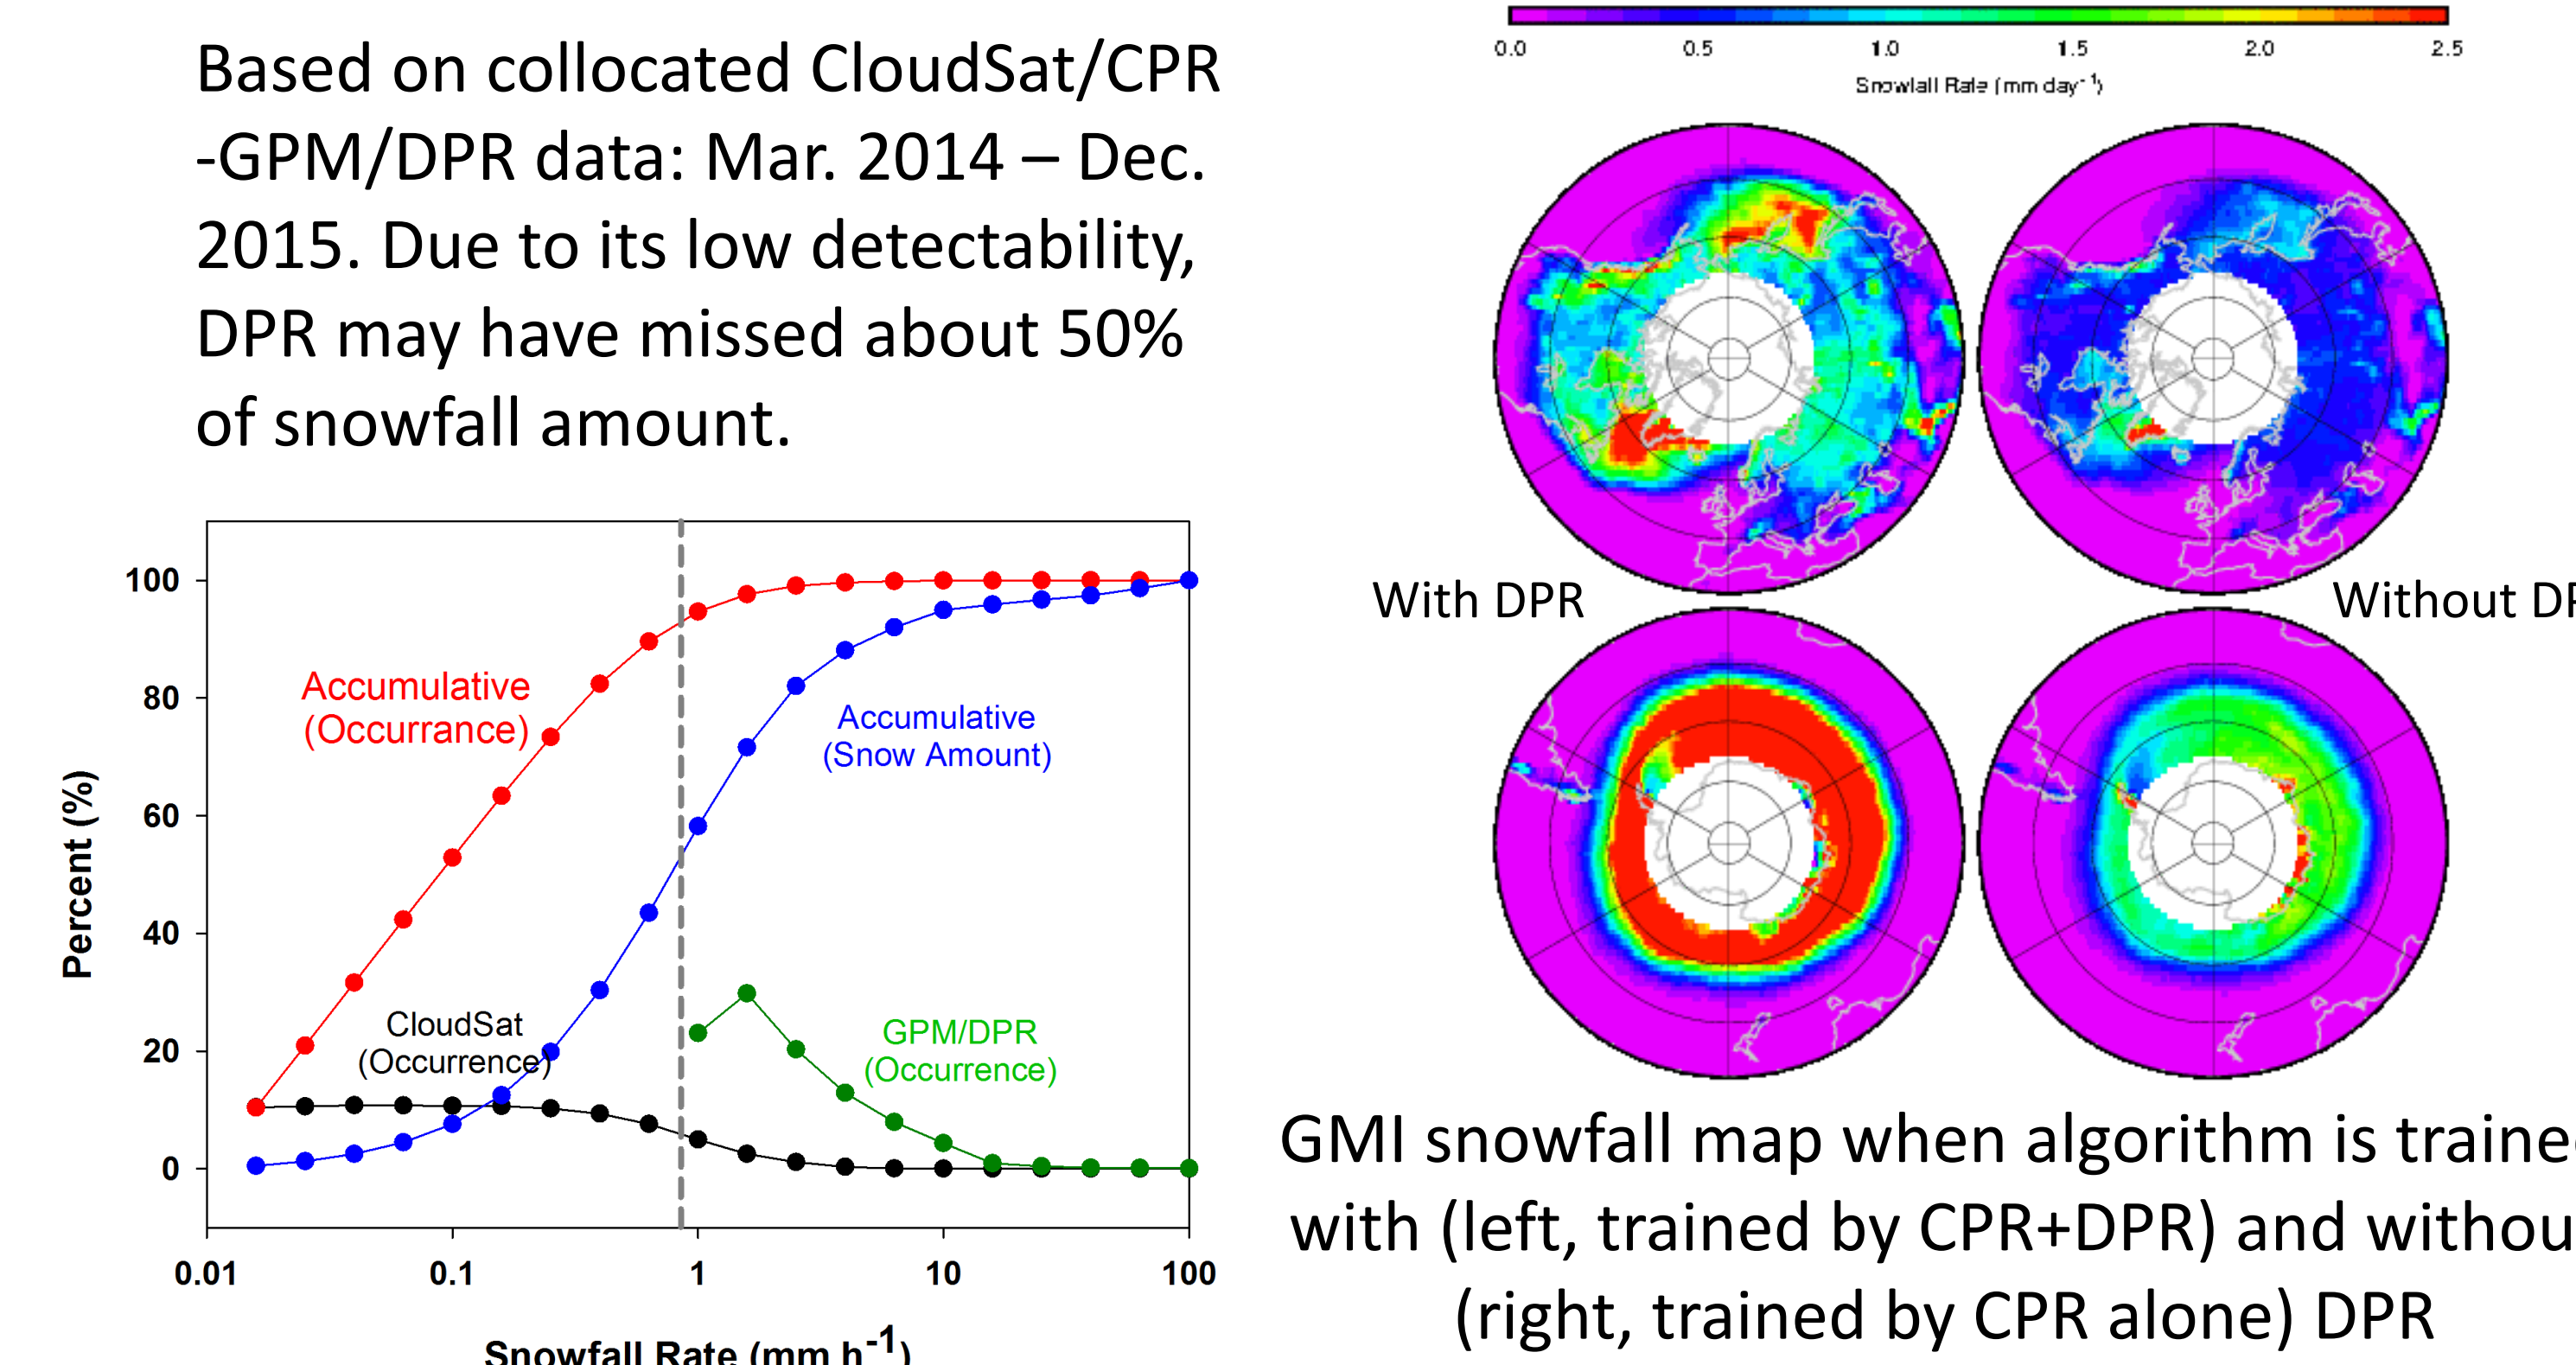 Based on collocated CloudSat/CPR
-GPM/DPR data: Mar. 2014 – Dec.
2015. Due to its low detectability,
DPR may have missed about 50%
of snowfall amount.
100
80
60
40
20
0
Percent (%)
Accumulative
(Occurrance)
Accumulative
(Snow Amount)
CloudSat
(Occurrence)
GPM/DPR
(Occurrence)
0.01 0.1 1 10 100
Snowfall Rate (mm h-1)
0.0 0.5 1.0 1.5 2.0 2.5
Snowfall Rate (mm day-1)
With DPR
Without
GMI snowfall map when algorithm is
with (left, trained by CPR+DPR) and
(right, trained by CPR alone) DPR